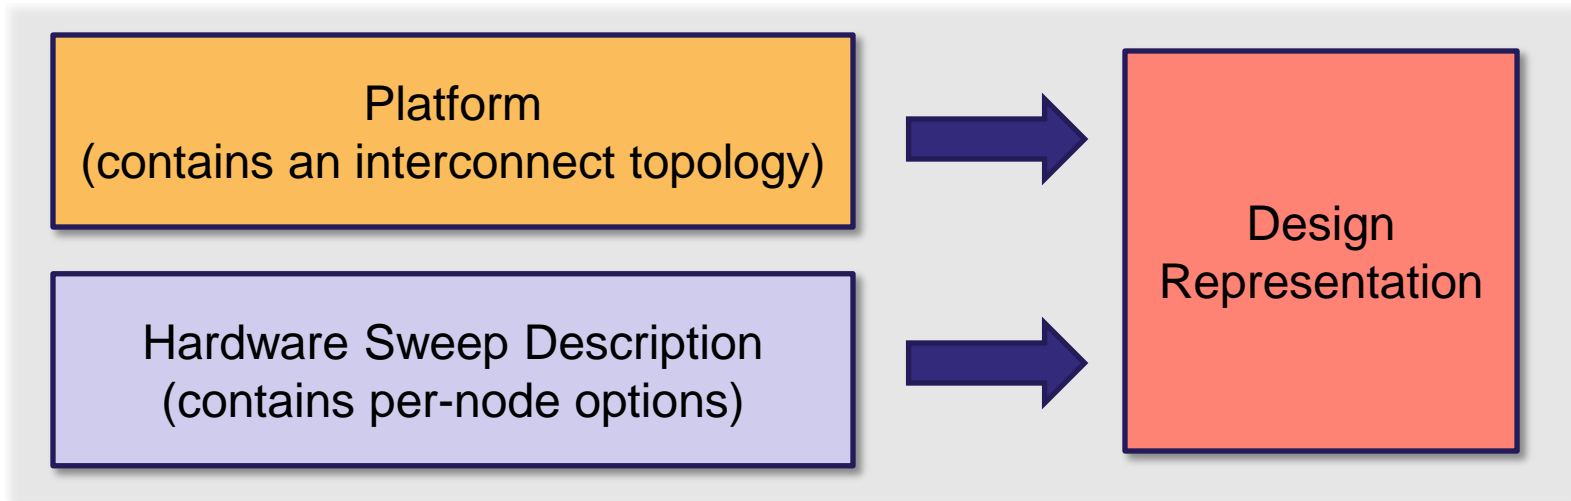 Platform
(contains an interconnect topology)
Hardware Sweep Description
(contains per-node options)
Design
Representation